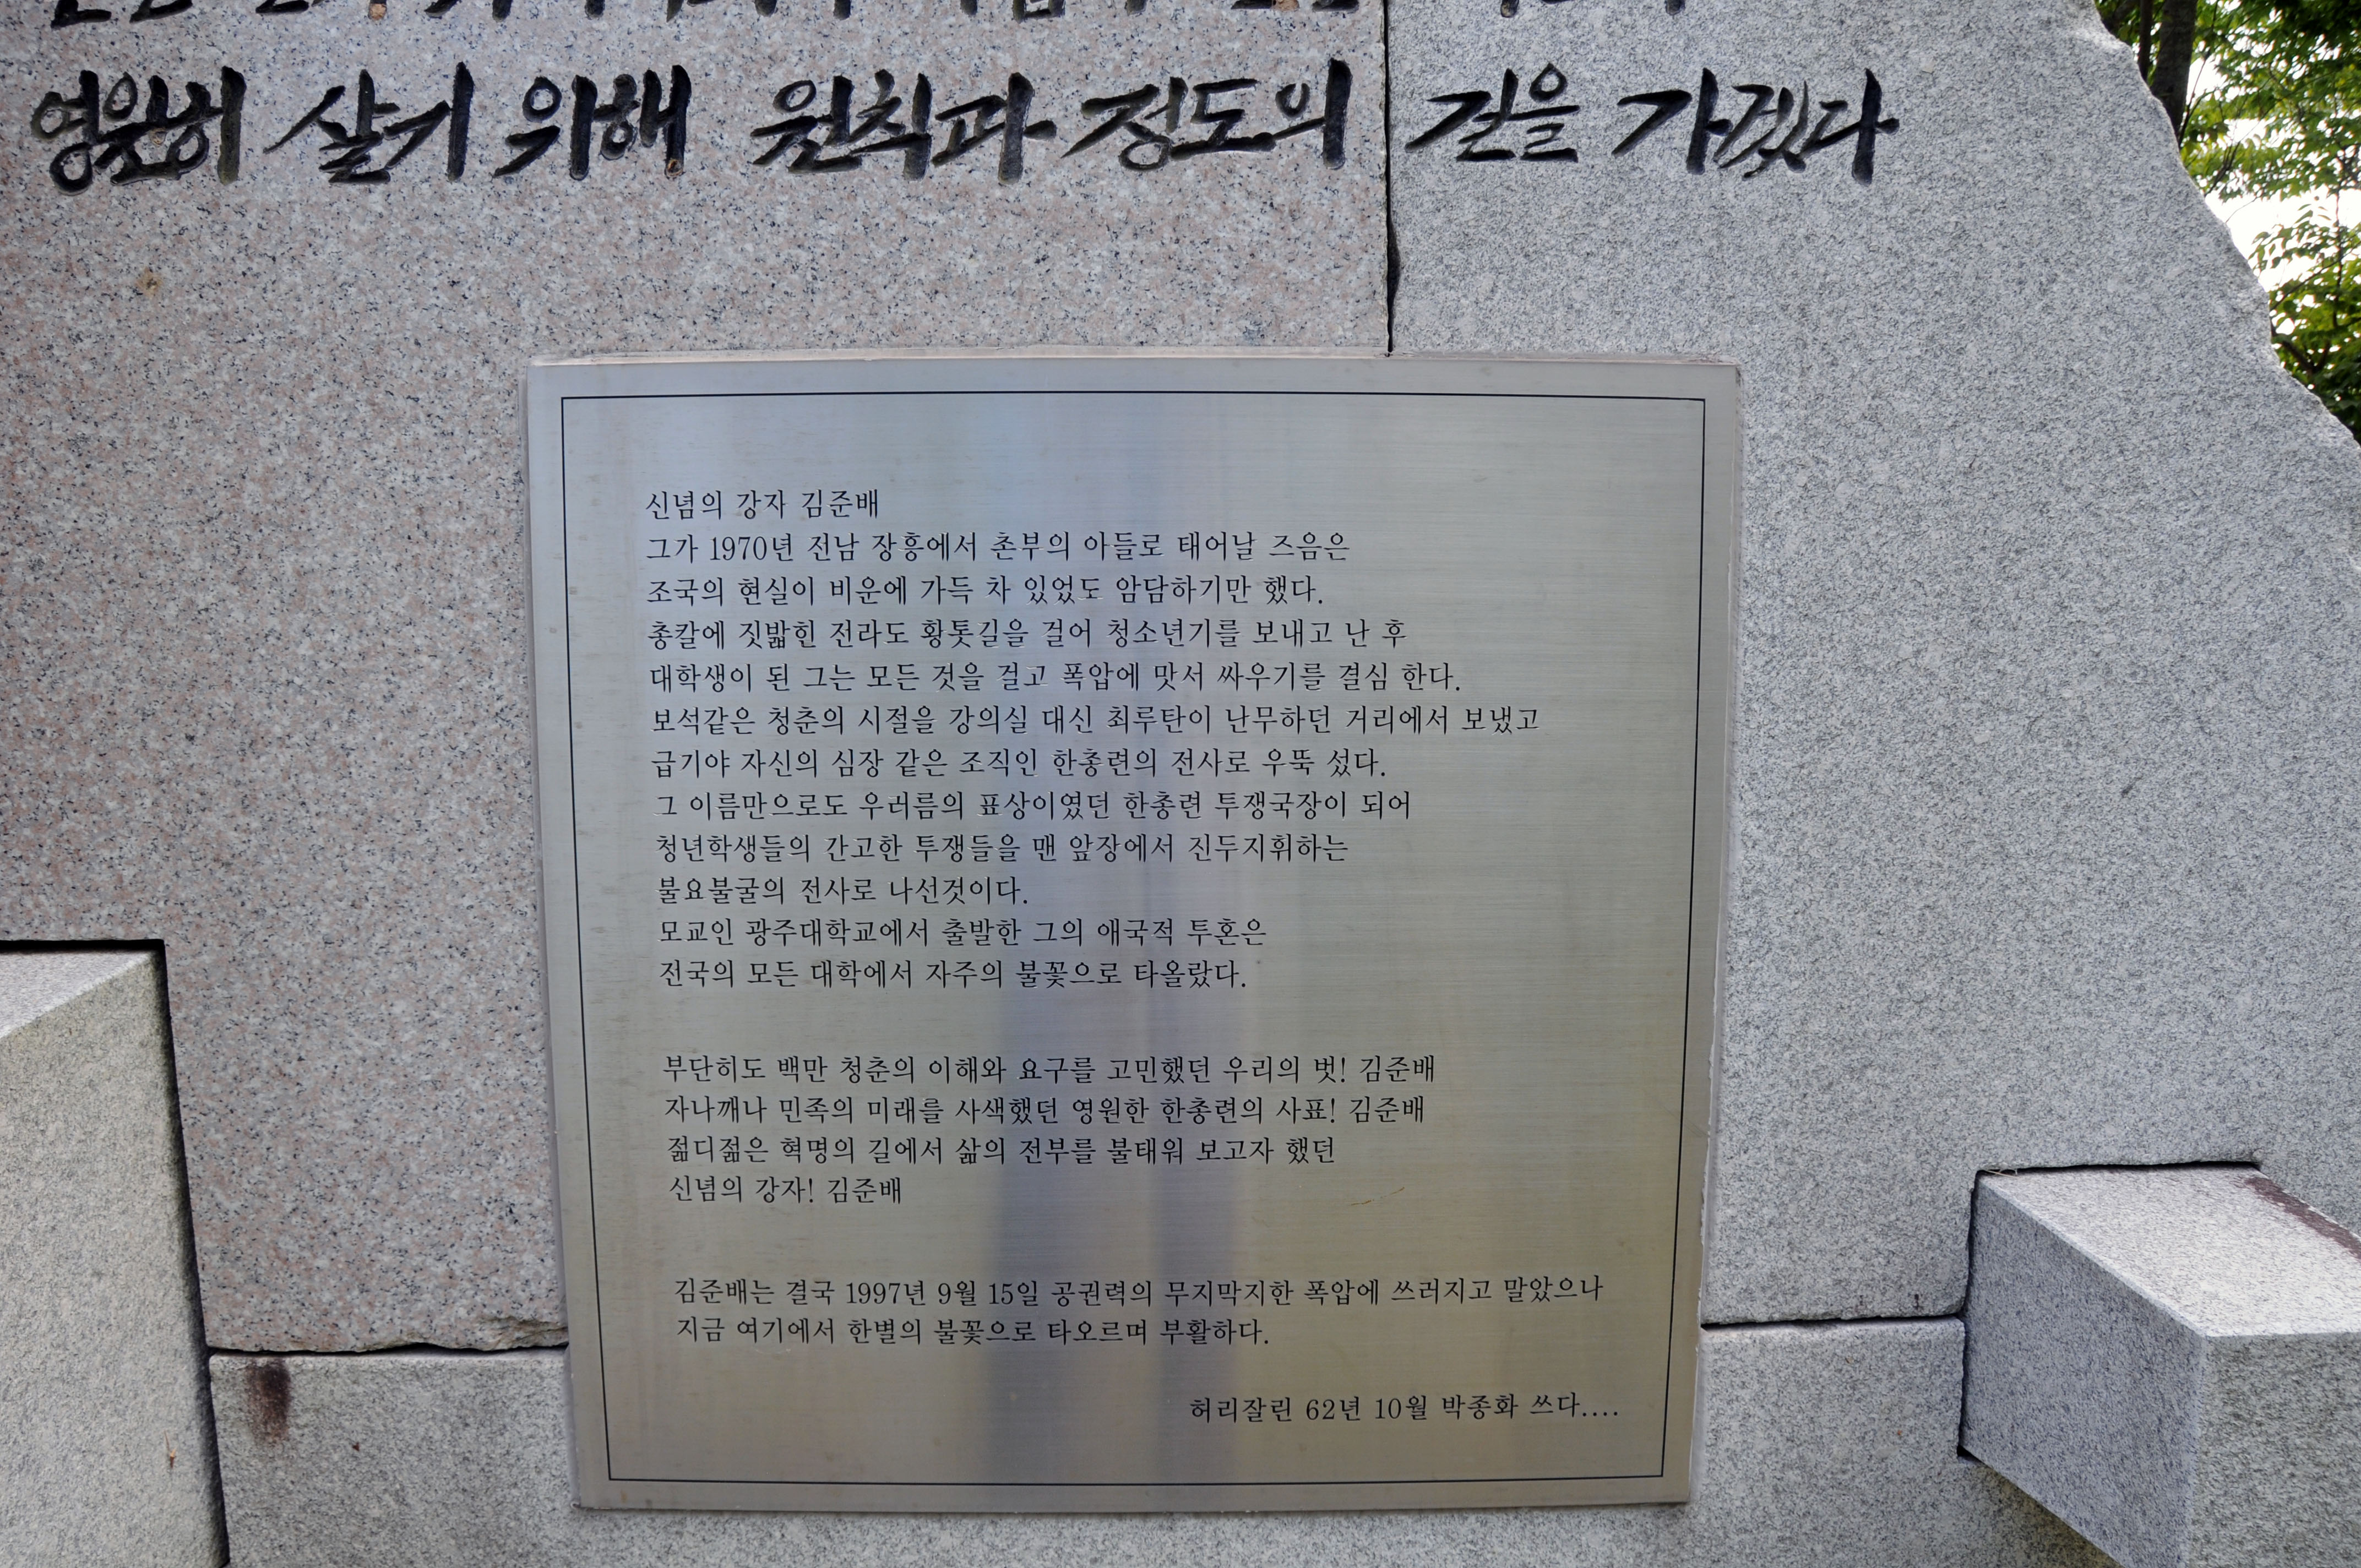 영원히 살기 위해 원칙과 정도의 길을 가겠다
신념의 강자 김준배
그가 1970년 전남 장흥에서 촌부의 아들로 태어날 즈음은
조국의 현실이 비운에 가득 차 있었도 암담하기만 했다.
총칼에 짓밟힌 전라도 황톳길을 걸어 청소년기를 보내고 난 후
대학생이 된 그는 모든 것을 걸고 폭압에 맞서 싸우기를 결심 한다.
보석같은 청춘의 시절을 강의실 대신 최루탄이 난무하던 거리에서 보냈고
급기야 자신의 심장 같은 조직인 한총련의 전사로 우뚝 섰다.
그 이름만으로도 우러름의 표상이였던 한총련 투쟁국장이 되어
청년학생들의 간고한 투쟁들을 맨 앞장에서 진두지휘하는
불요불굴의 전사로 나선것이다.
모교인 광주대학교에서 출발한 그의 애국적 투혼은
전국의 모든 대학에서 자주의 불꽃으로 타올랐다.
부단히도 백만 청춘의 이해와 요구를 고민했던 우리의 벗! 김준배
자나깨나 민족의 미래를 사색했던 영원한 한총련의 사표! 김준배
젊디젊은 혁명의 길에서 삶의 전부를 불태워 보고자 했던
신념의 강자! 김준배
김준배는 결국 1997년 9월 15일 공권력의 무지막지한 폭압에 쓰러지고 말았으나
지금 여기에서 한별의 불꽃으로 타오르며 부활하다.
허리잘린 62년 10월 박종화 쓰다....